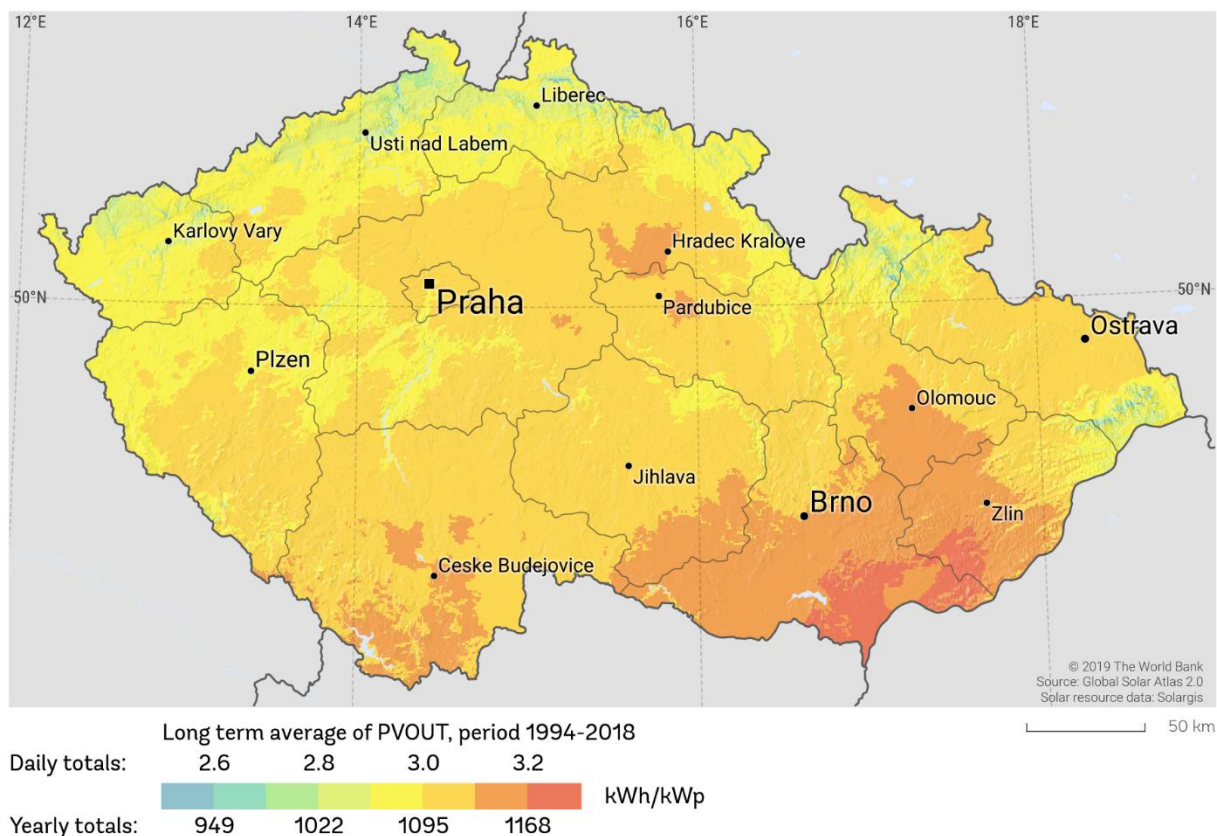 12°E 14°E 16°E 18°E
Liberec
Usti nad Labem
Karlovy Vary
Hradec Kralove
50°N 50°N
Praha
Pardubice
Ostrava
Plzen
Olomouc
Jihlava
Brno
Zlin
Ceske Budejovice
© 2019 The World Bank
Source: Global Solar Atlas 2.0
Solar resource data: Solargis
50 km
Long term average of PVOUT, period 1994-2018
Daily totals: 2.6 2.8 3.0 3.2
kWh/kWp
Yearly totals: 949 1022 1095 1168